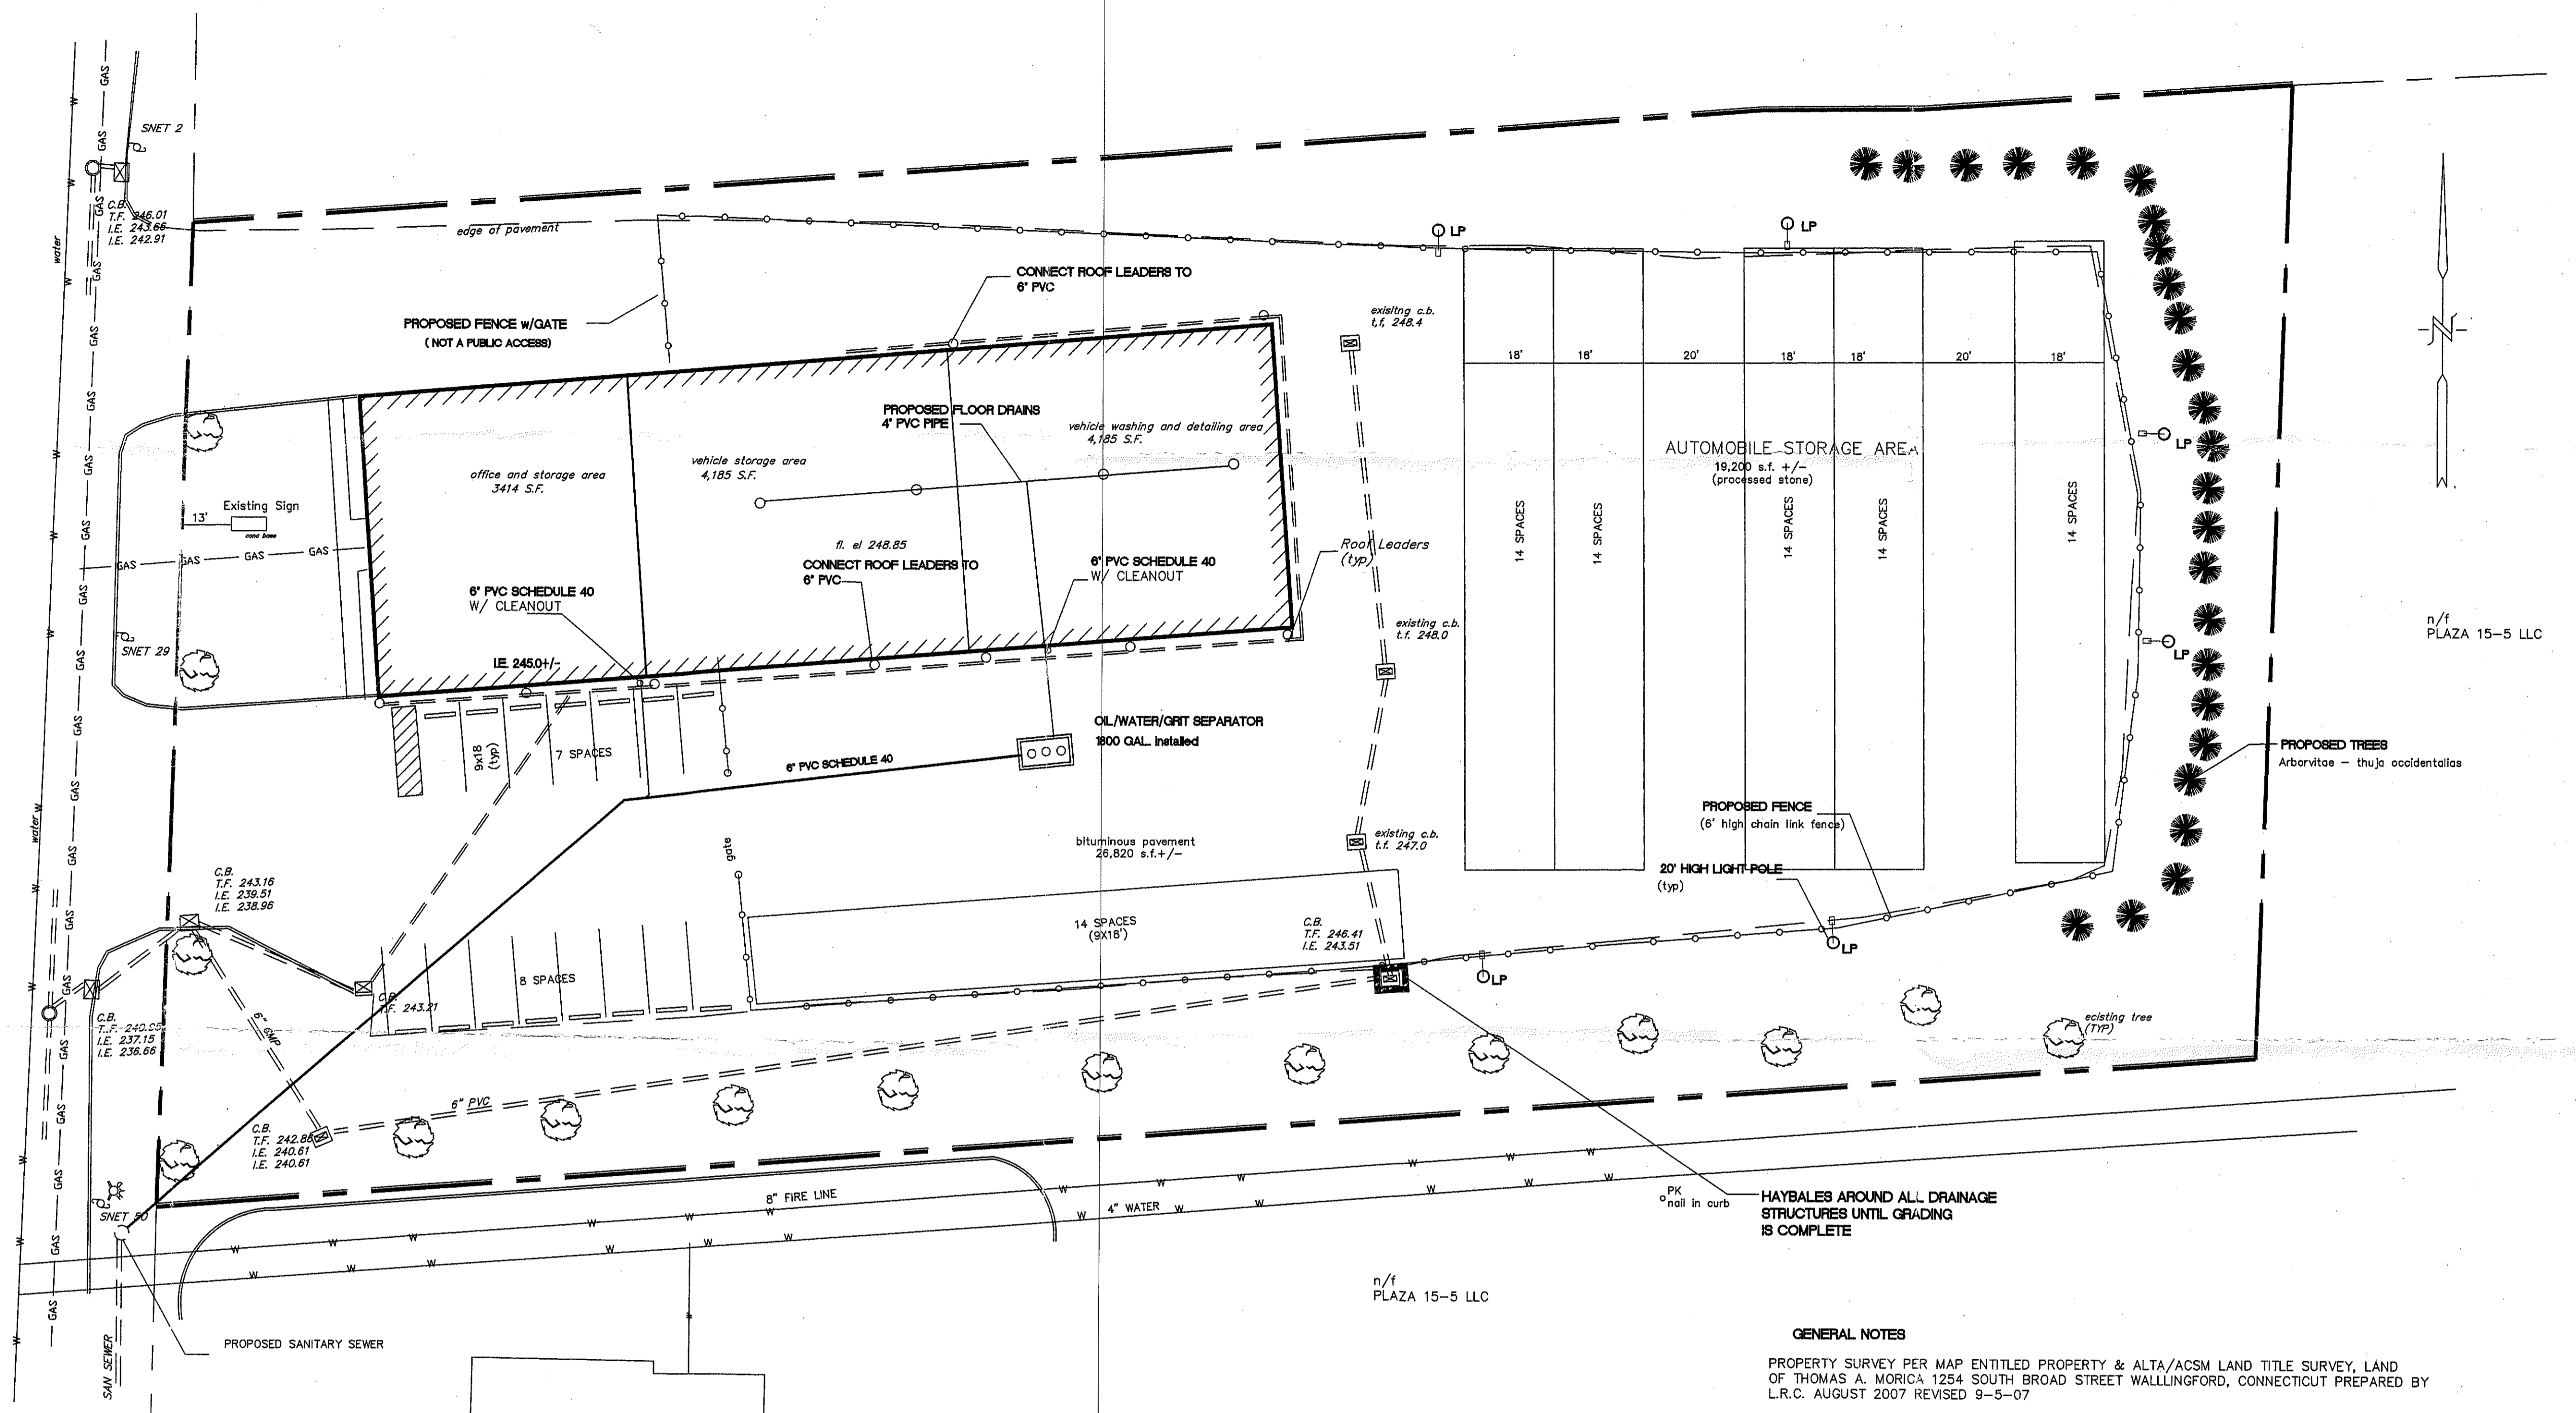 SNET 2
C.B.
T.F. 246.01
I.E. 243.66
I.E. 242.91
water
W
GAS
edge of pavement
LP
LP
CONNECT ROOF LEADERS TO
6" PVC
PROPOSED FENCE w/GATE
( NOT A PUBLIC ACCESS)
exisitng c.b.
t.f. 248.4
18'
18'
20'
18'
18'
20'
18'
N
PROPOSED FLOOR DRAINS
4" PVC PIPE
vehicle washing and detailing area
4,185 S.F.
vehicle storage area
4,185 S.F.
office and storage area
3414 S.F.
AUTOMOBILE STORAGE AREA
19,200 s.f. +/-
(processed stone)
LP
14 SPACES
14 SPACES
14 SPACES
14 SPACES
14 SPACES
Existing Sign
13'
conc base
GAS
GAS
GAS
GAS
fl. el 248.85
CONNECT ROOF LEADERS TO
6" PVC
6" PVC SCHEDULE 40
W/ CLEANOUT
Roof Leaders
(typ)
6" PVC SCHEDULE 40
W/ CLEANOUT
existing c.b.
t.f. 248.0
n/f
PLAZA 15-5 LLC
SNET 29
I.E. 245.0+/-
LP
OIL/WATER/GRIT SEPARATOR
1800 GAL. installed
9x18
(typ)
7 SPACES
6" PVC SCHEDULE 40
PROPOSED TREES
Arborvitae - thuja occidentalias
water
PROPOSED FENCE
(6' high chain link fence)
gate
bituminous pavement
26,820 s.f.+/-
existing c.b.
t.f. 247.0
20' HIGH LIGHT POLE
(typ)
C.B.
T.F. 243.16
I.E. 239.51
I.E. 238.96
14 SPACES
(9X18')
C.B.
T.F. 246.41
I.E. 243.51
LP
LP
8 SPACES
C.B.
T.F. 243.21
C.B.
T.F.
I.E. 237.15
I.E. 236.66
6" CMP
ecisting tree
(TYP)
6" PVC
C.B.
T.F. 242.86
I.E. 240.61
I.E. 240.61
SNET 50
8" FIRE LINE
4" WATER
PK
nail in curb
HAYBALES AROUND ALL DRAINAGE
STRUCTURES UNTIL GRADING
IS COMPLETE
n/f
PLAZA 15-5 LLC
SAN SEWER
PROPOSED SANITARY SEWER
GENERAL NOTES
PROPERTY SURVEY PER MAP ENTITLED PROPERTY & ALTA/ACSM LAND TITLE SURVEY, LAND
OF THOMAS A. MORICA 1254 SOUTH BROAD STREET WALLLINGFORD, CONNECTICUT PREPARED BY
L.R.C. AUGUST 2007 REVISED 9-5-07